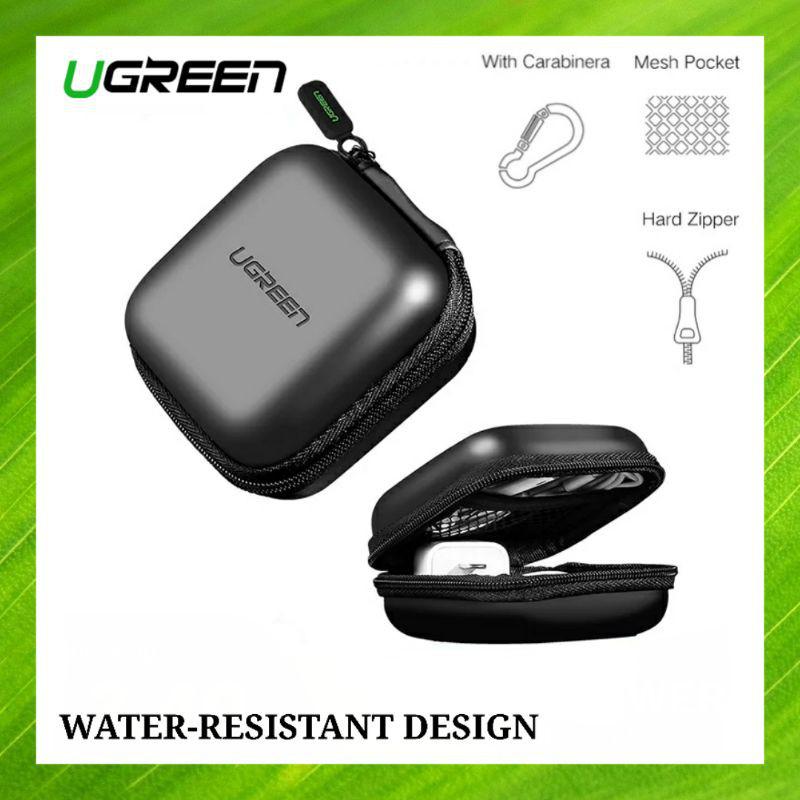 UGREEN
With Carabinera
Mesh Pocket
UGREEN
Hard Zipper
UGREEN
WATER-RESISTANT DESIGN